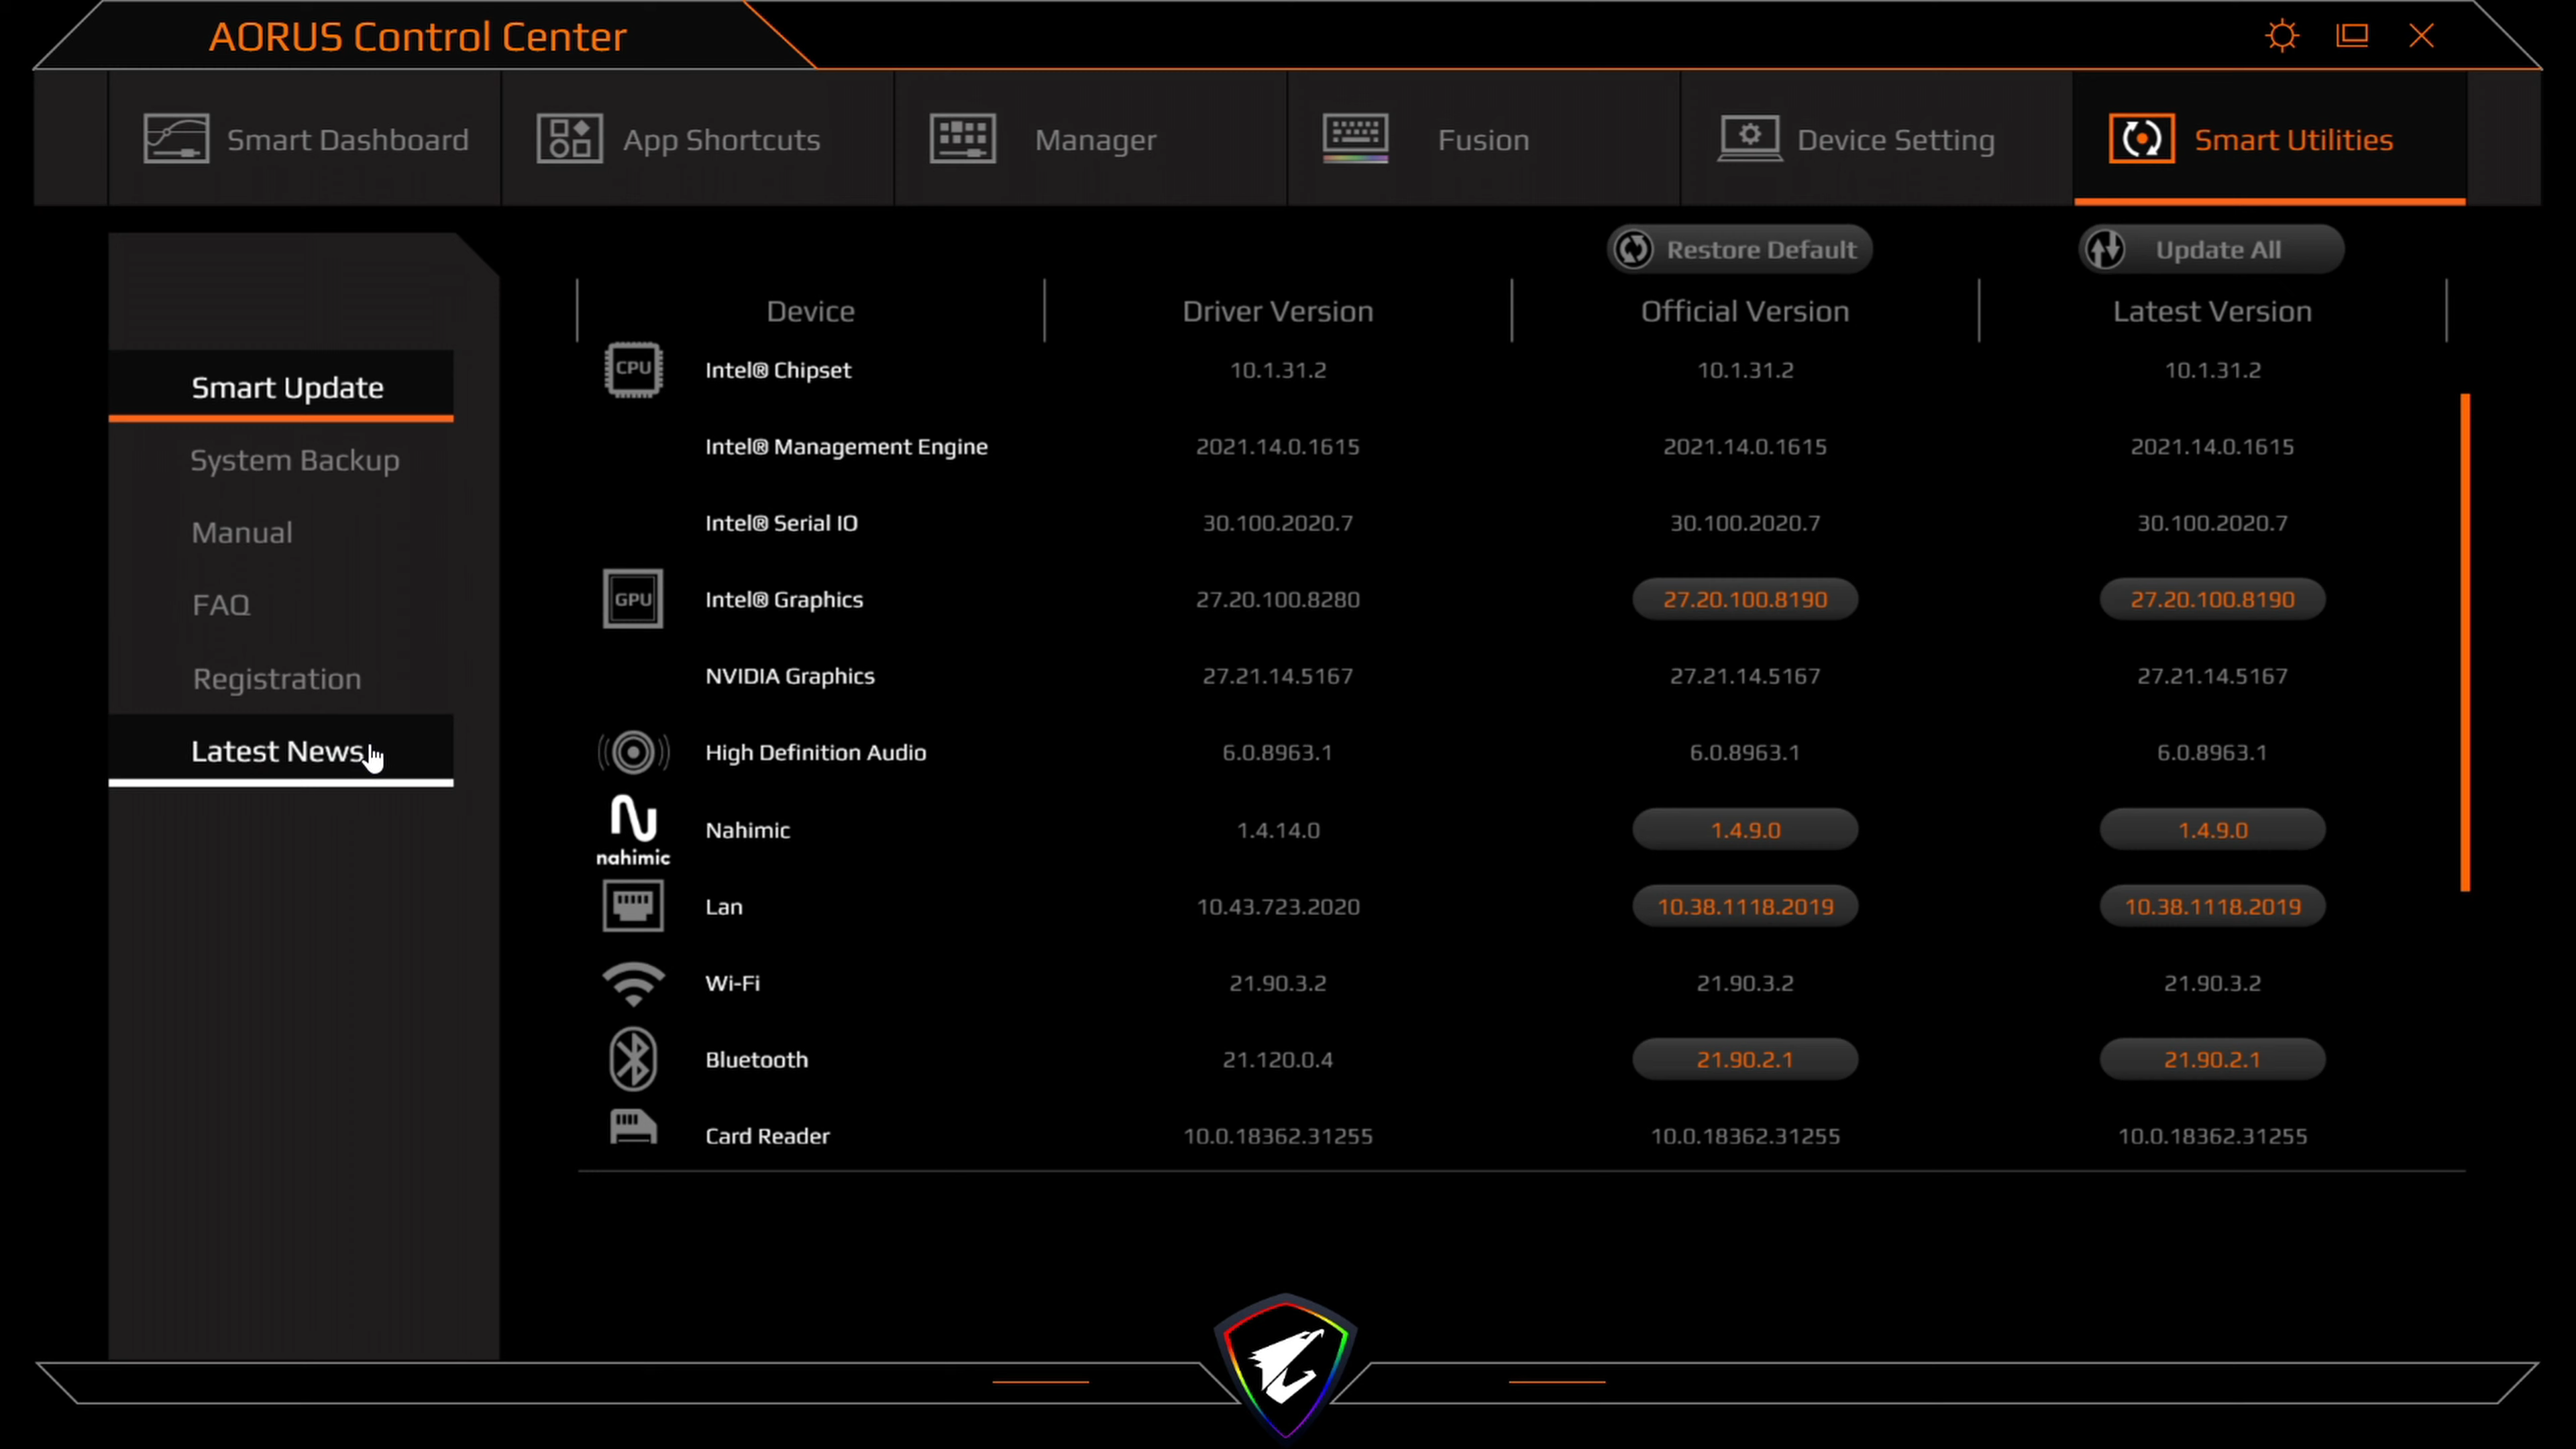 AORUS Control Center
Smart Dashboard
App Shortcuts
Manager
Fusion
Device Setting
Smart Utilities
Smart Update
System Backup
Manual
FAQ
Registration
Latest News
Restore Default
Update All
Device Driver Version Official Version Latest Version
CPU Intel® Chipset 10.1.31.2 10.1.31.2 10.1.31.2
Intel® Management Engine 2021.14.0.1615 2021.14.0.1615 2021.14.0.1615
Intel® Serial IO 30.100.2020.7 30.100.2020.7 30.100.2020.7
GPU Intel® Graphics 27.20.100.8280 27.20.100.8190 27.20.100.8190
NVIDIA Graphics 27.21.14.5167 27.21.14.5167 27.21.14.5167
High Definition Audio 6.0.8963.1 6.0.8963.1 6.0.8963.1
Nahimic 1.4.14.0 1.4.9.0 1.4.9.0
nahimic
Lan 10.43.723.2020 10.38.1118.2019 10.38.1118.2019
Wi-Fi 21.90.3.2 21.90.3.2 21.90.3.2
Bluetooth 21.120.0.4 21.90.2.1 21.90.2.1
Card Reader 10.0.18362.31255 10.0.18362.31255 10.0.18362.31255